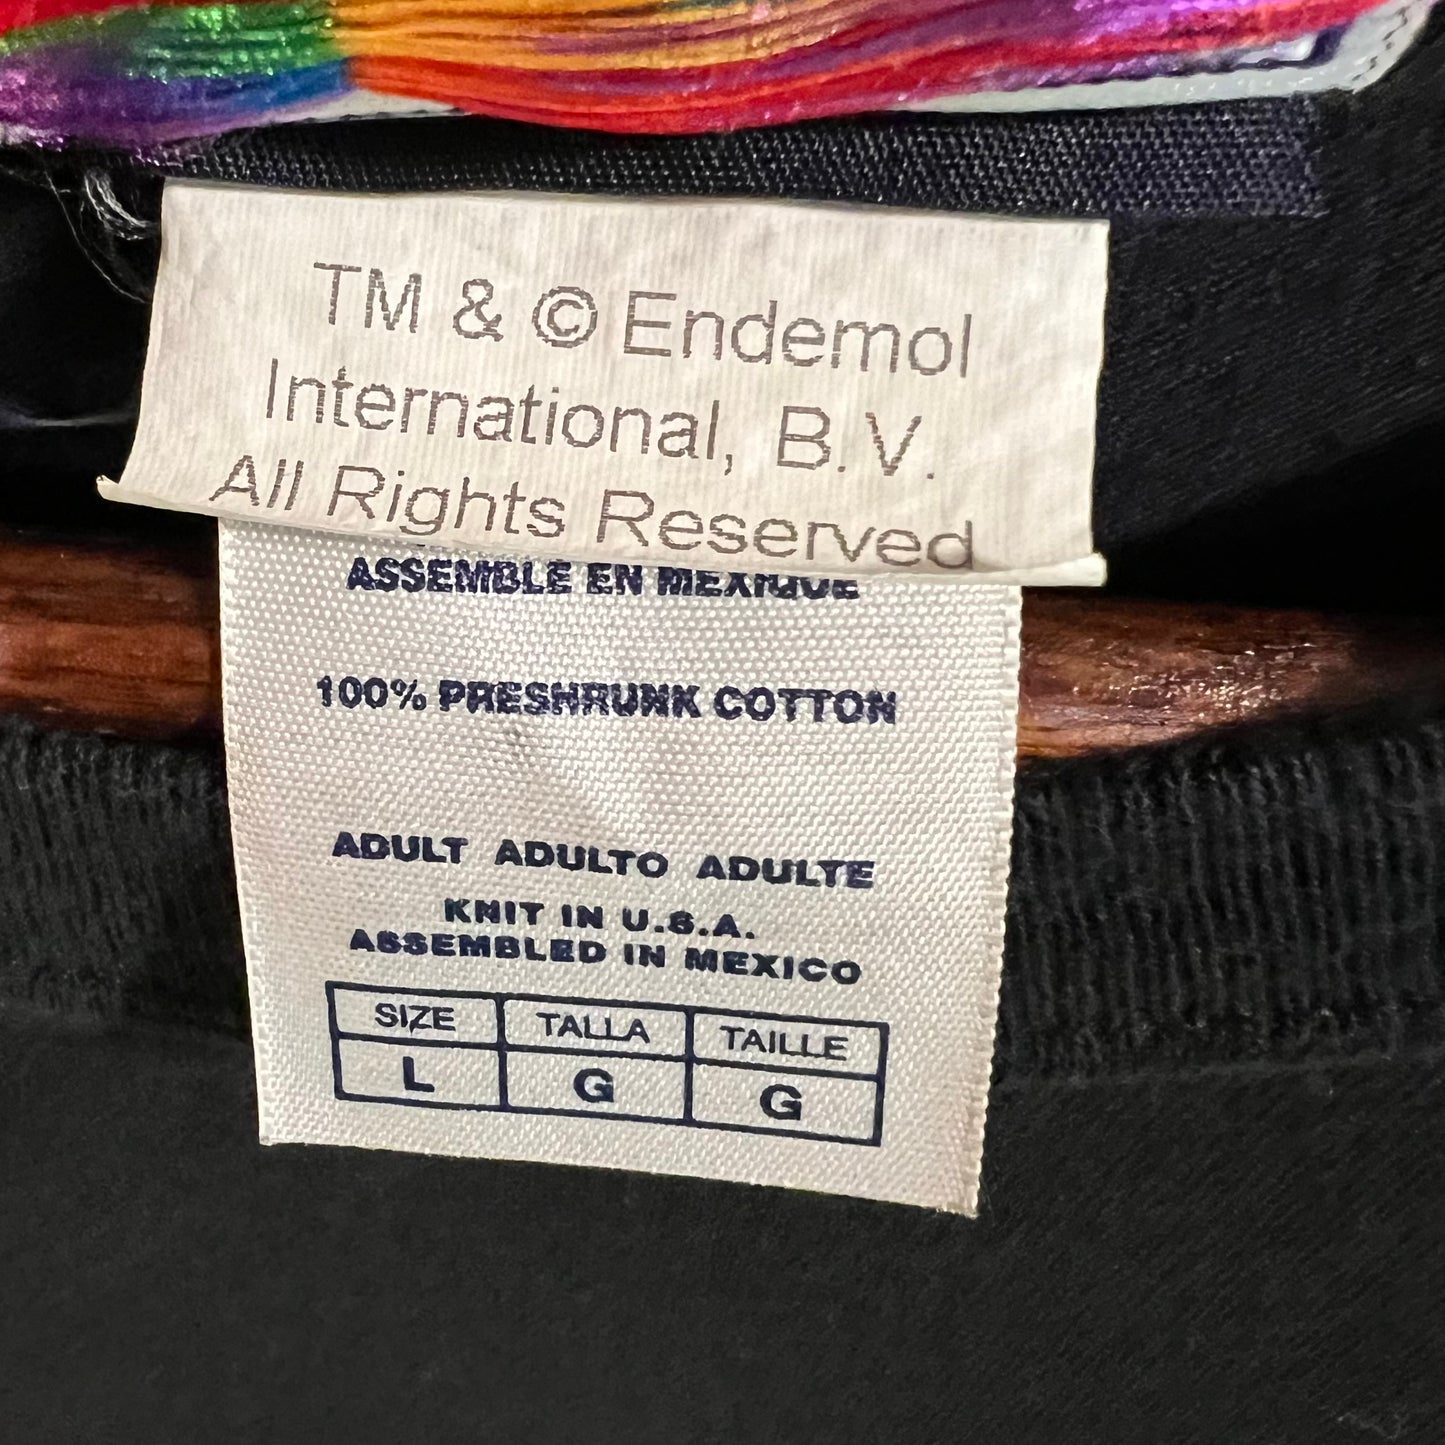 TM & © Endemol
International, B.V.
All Rights Reserved
ASSEMBLE EN MEXIQUE
100% PRESHRUNK COTTON
ADULT ADULTO ADULTE
KNIT IN U.S.A.
ASSEMBLED IN MEXICO
SIZE TALLA TAILLE
L G G